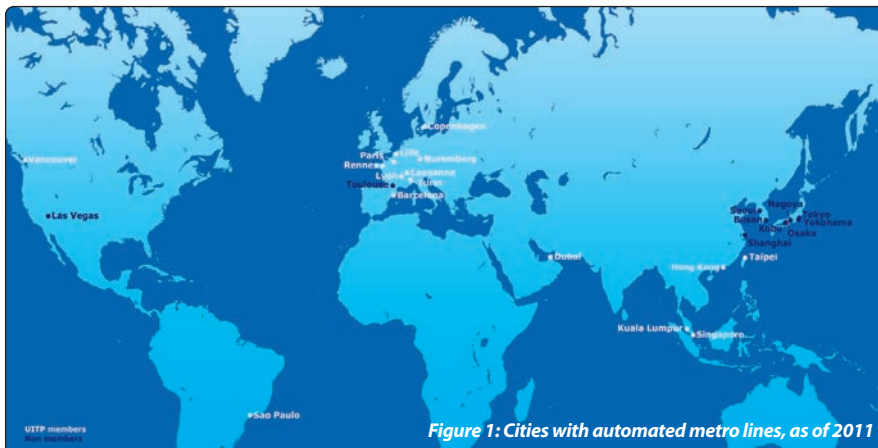 Copenhagen
Paris
Lille
Vancouver
Nuremberg
Rennes
Lausanne
Lyon
Turin
Toulouse
Barcelona
Las Vegas
Nagoya
Seoul
Tokyo
Busan
Yokohama
Kobe
Osaka
Shanghai
Dubai
Taipei
Hong Kong
Kuala Lumpur
Singapore
Sao Paulo
UITP members
Non members
Figure 1: Cities with automated metro lines, as of 2011